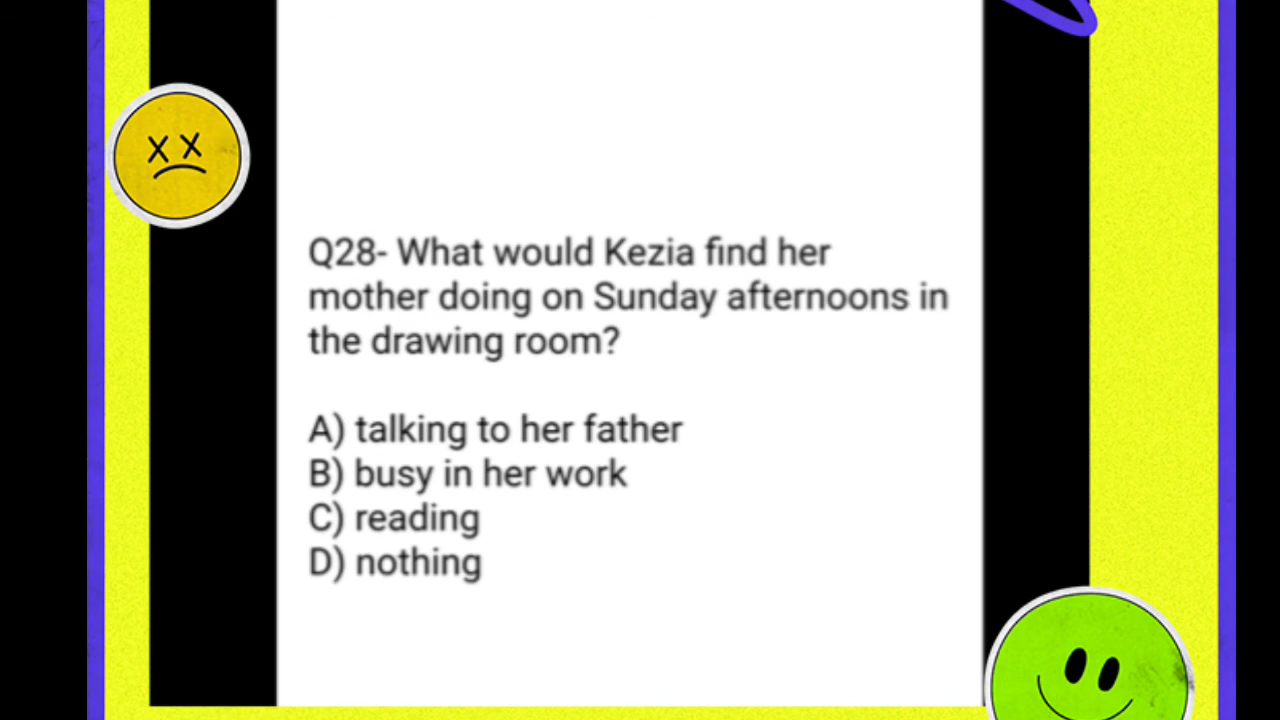 Q28- What would Kezia find her
mother doing on Sunday afternoons in
the drawing room?
A) talking to her father
B) busy in her work
C) reading
D) nothing